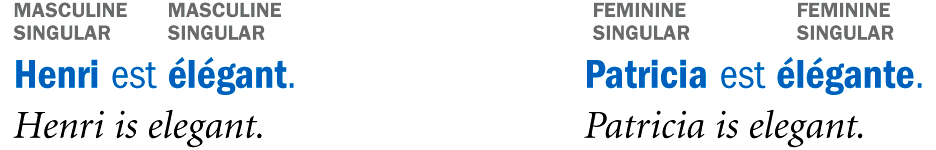 MASCULINE SINGULAR MASCULINE SINGULAR
Henri est élégant.
Henri is elegant.
FEMININE SINGULAR FEMININE SINGULAR
Patricia est élégante.
Patricia is elegant.